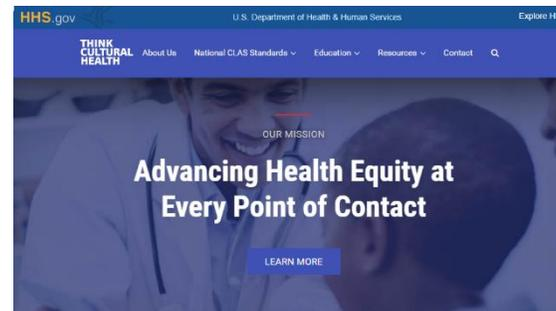 HHS.gov
U.S. Department of Health & Human Services
Explore H
THINK
CULTURAL
HEALTH
About Us
National CLAS Standards
Education
Resources
Contact
OUR MISSION
Advancing Health Equity at
Every Point of Contact
LEARN MORE